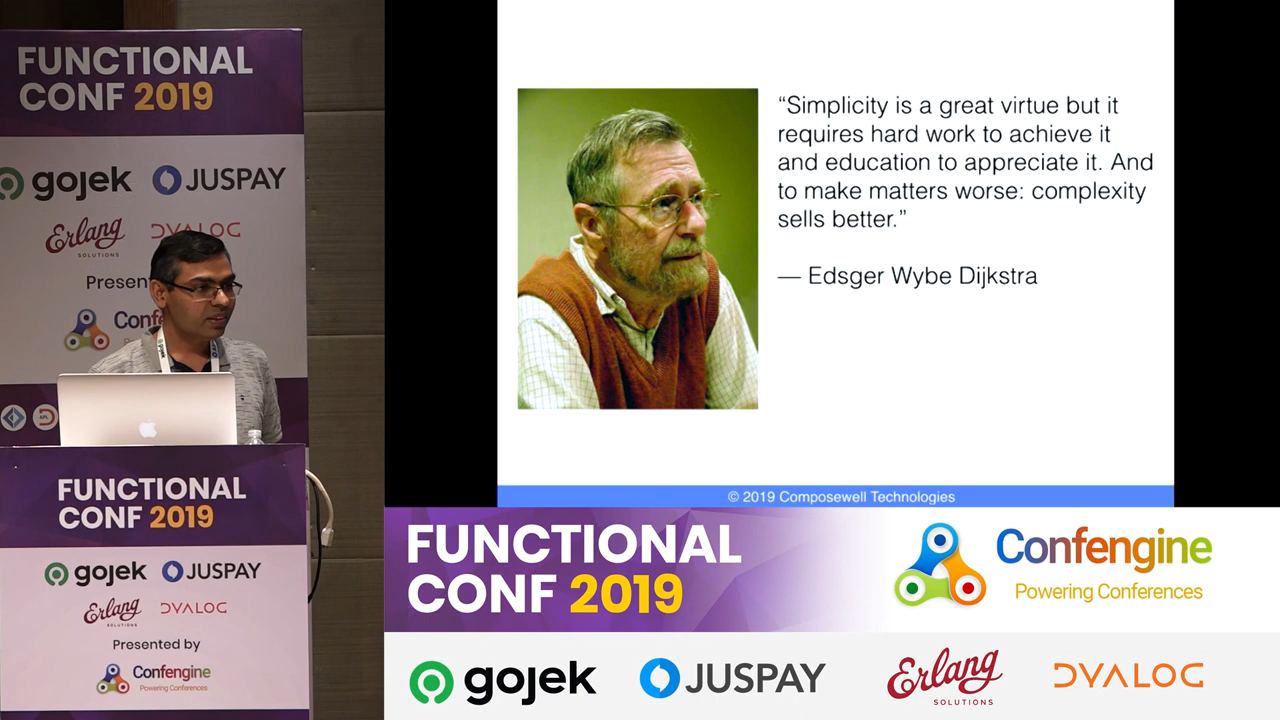 FUNCTIONAL
CONF 2019
gojek
JUSPAY
Erlang
SOLUTIONS
DYALOG
Presen
Conf
gojek
APL
FUNCTIONAL
CONF 2019
gojek
JUSPAY
Erlang
SOLUTIONS
DYALOG
Presented by
Confengine
Powering Conferences
“Simplicity is a great virtue but it
requires hard work to achieve it
and education to appreciate it. And
to make matters worse: complexity
sells better.”
— Edsger Wybe Dijkstra
© 2019 Composewell Technologies
FUNCTIONAL
CONF 2019
Confengine
Powering Conferences
gojek
JUSPAY
Erlang
SOLUTIONS
DYALOG